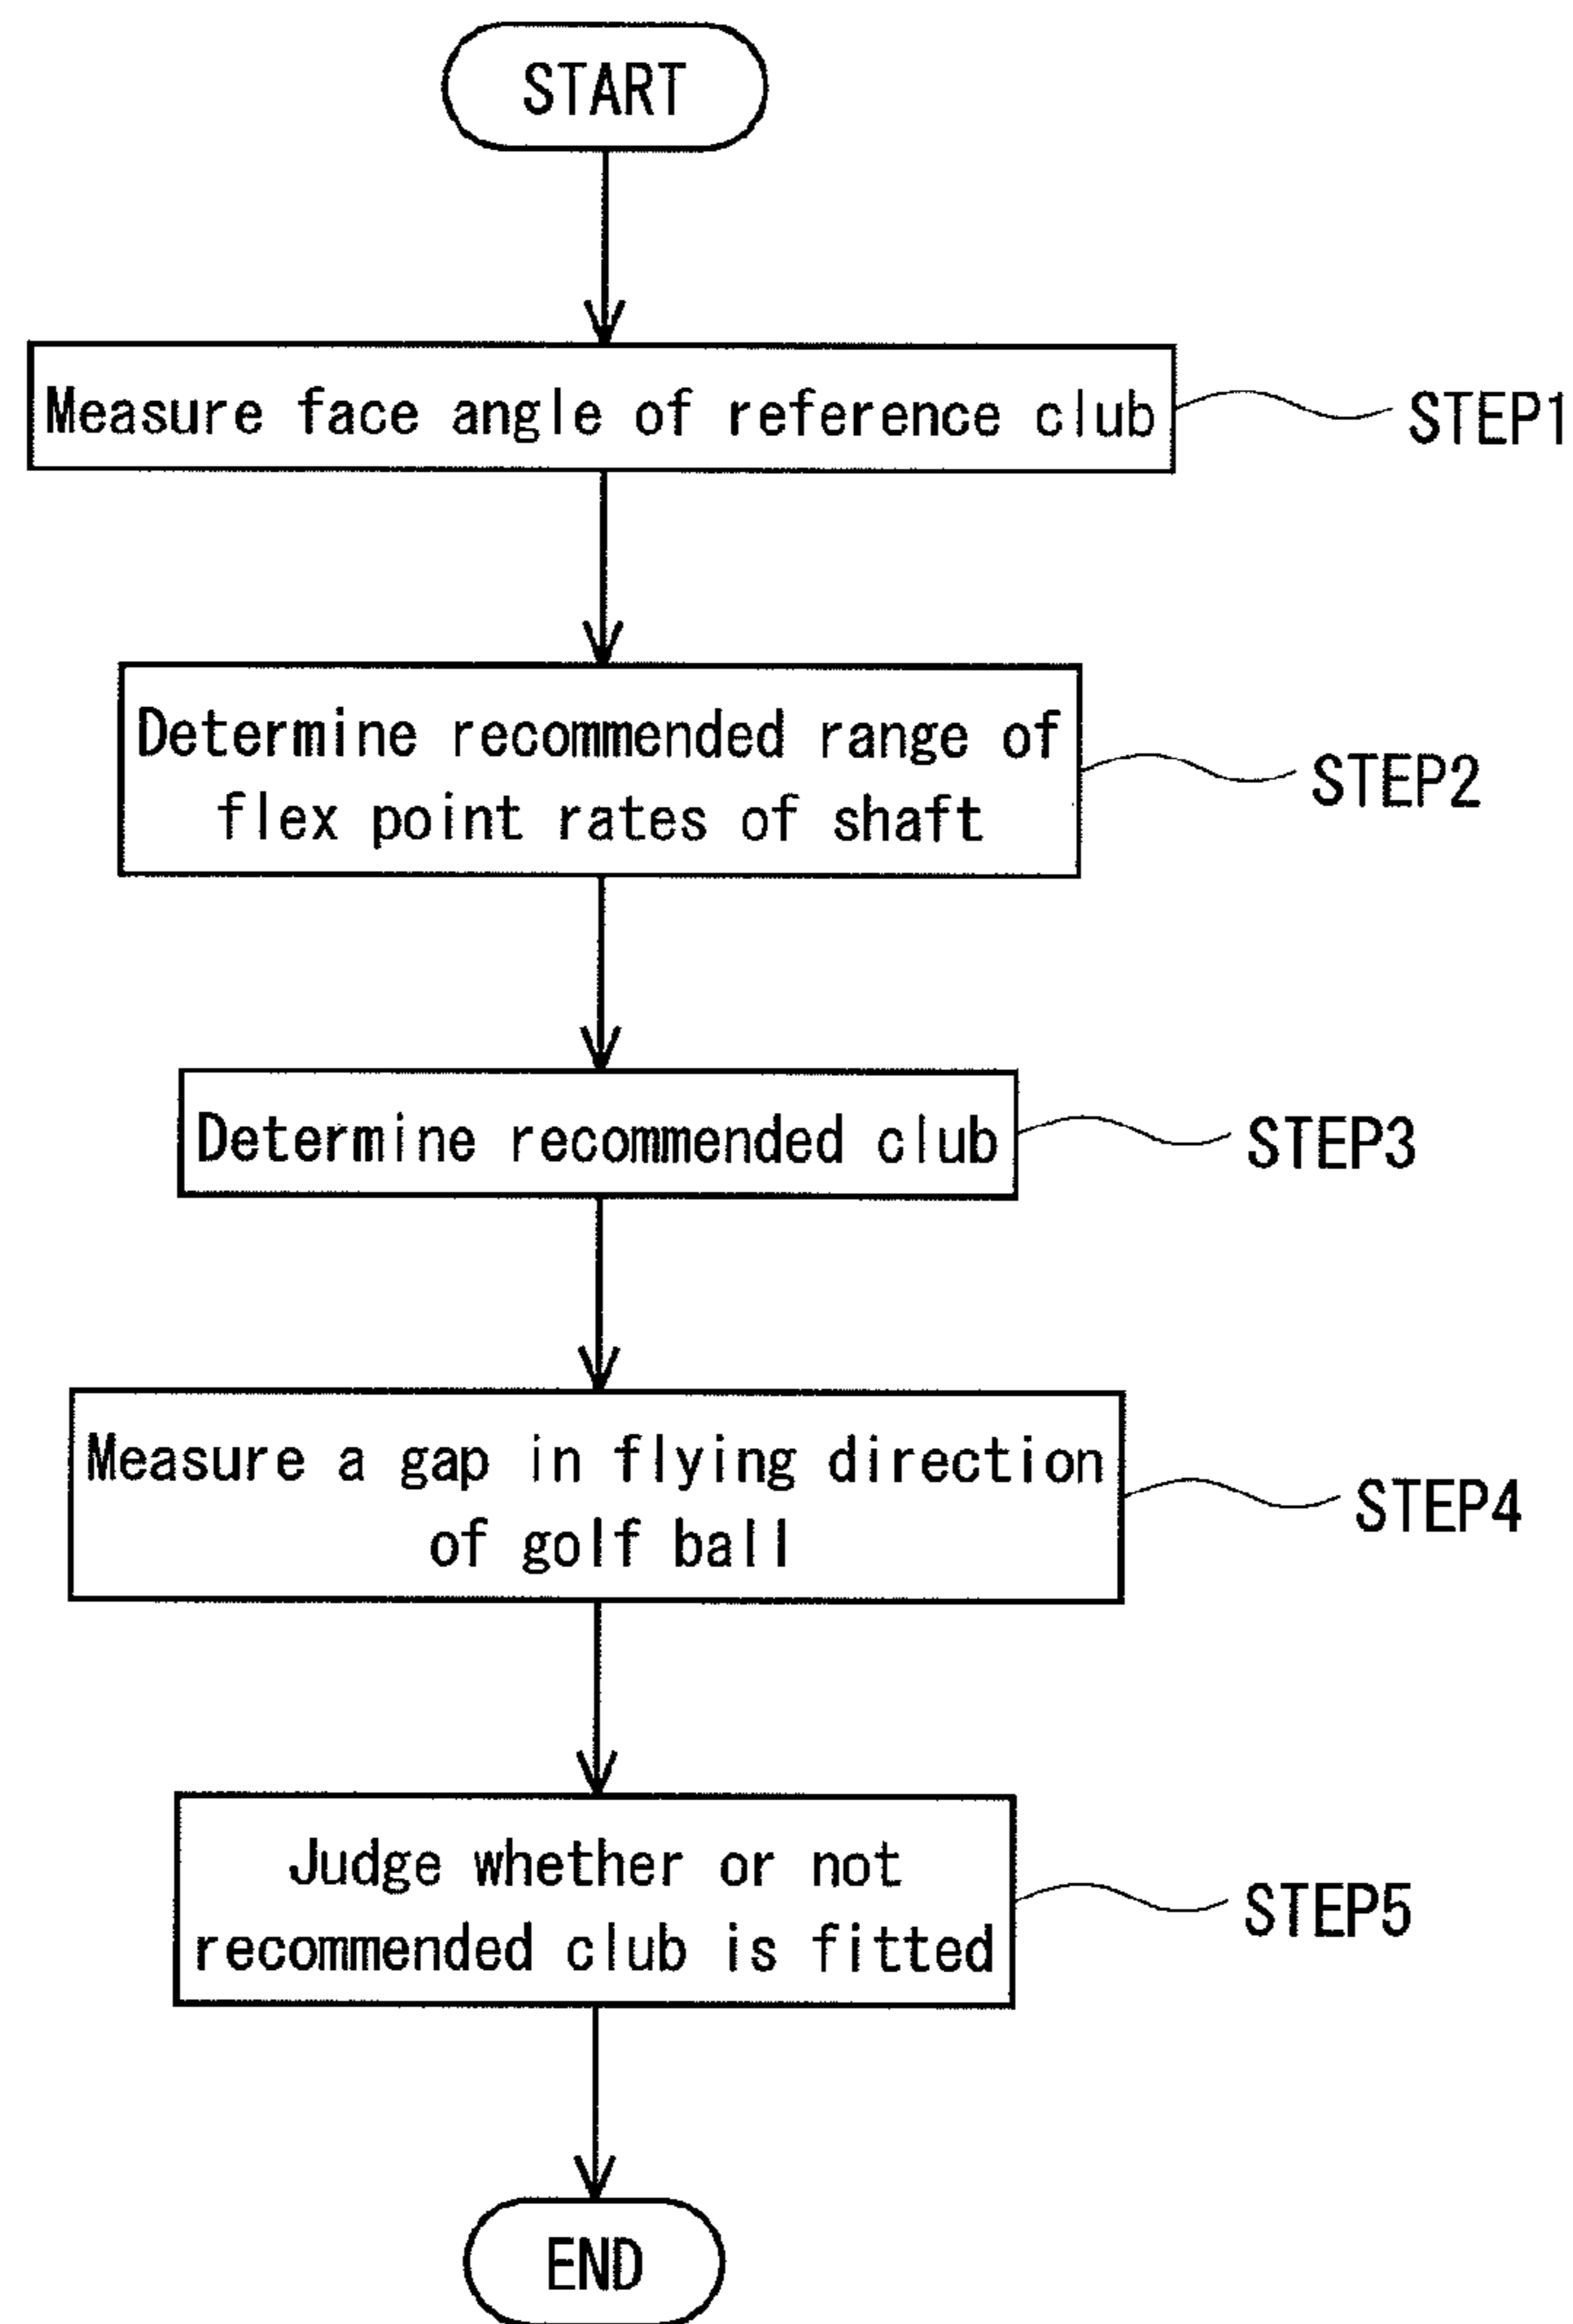 START
Measure face angle of reference club
STEP1
Determine recommended range of
flex point rates of shaft
STEP2
Determine recommended club
STEP3
Measure a gap in flying direction
of golf ball
STEP4
Judge whether or not
recommended club is fitted
STEP5
END